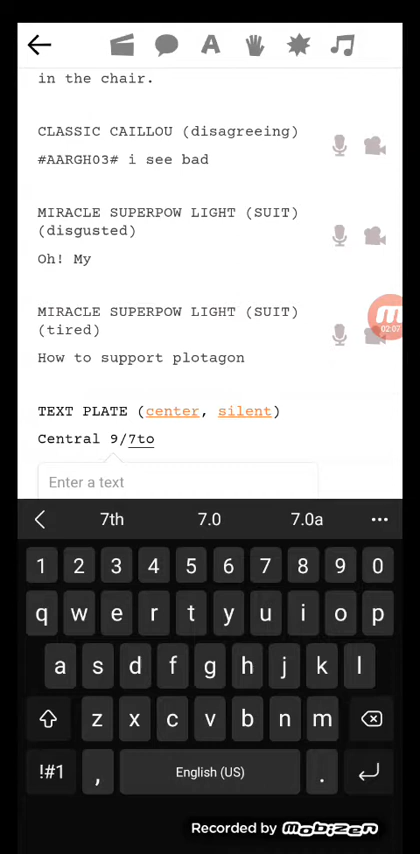 in the chair.
CLASSIC CAILLOU (disagreeing)
#AARGH03# i see bad
MIRACLE SUPERPOW LIGHT (SUIT)
(disgusted)
Oh! My
MIRACLE SUPERPOW LIGHT (SUIT)
(tired)
02:07
How to support plotagon
TEXT PLATE (center, silent)
Central 9/7to
Enter a text
7th 7.0 7.0a
1 2 3 4 5 6 7 8 9 0
q w e r t y u i o p
a s d f g h j k l
z x c v b n m
!#1 , English (US) .
Recorded by mobizen